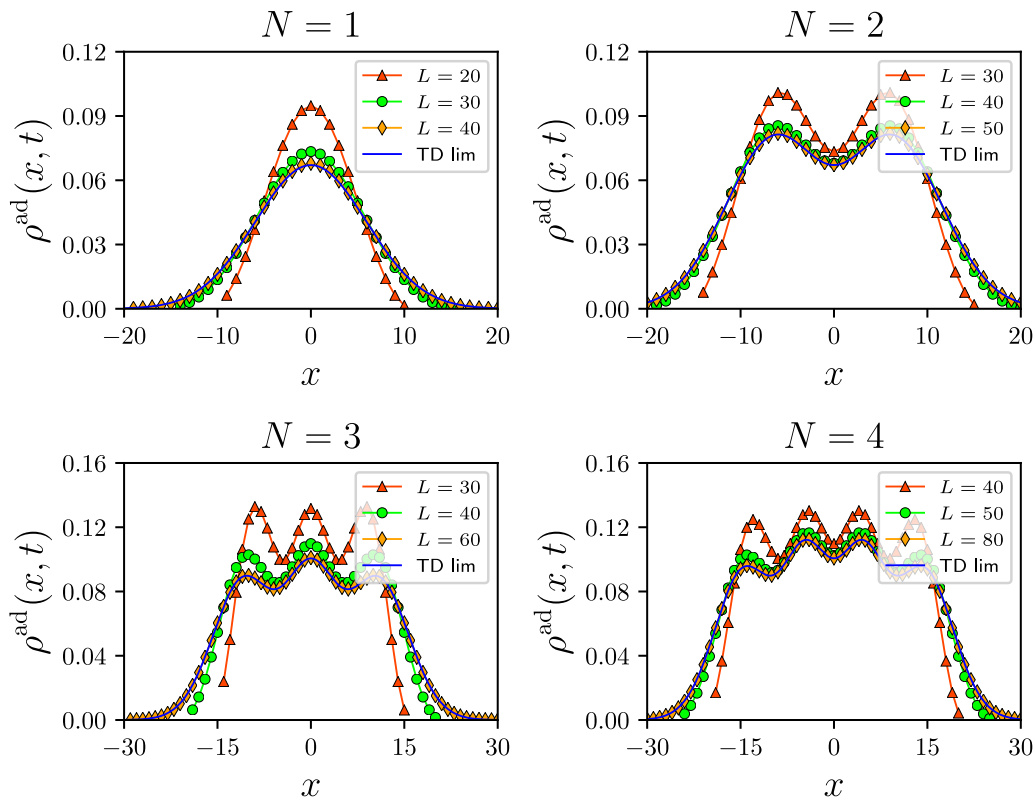 N = 1
0.12
0.09
0.06
0.03
0.00
ρ^ad(x, t)
L = 20
L = 30
L = 40
TD lim
−20 −10 0 10 20
x
N = 2
0.12
0.09
0.06
0.03
0.00
ρ^ad(x, t)
L = 30
L = 40
L = 50
TD lim
−20 −10 0 10 20
x
N = 3
0.16
0.12
0.08
0.04
0.00
ρ^ad(x, t)
L = 30
L = 40
L = 60
TD lim
−30 −15 0 15 30
x
N = 4
0.16
0.12
0.08
0.04
0.00
ρ^ad(x, t)
L = 40
L = 50
L = 80
TD lim
−30 −15 0 15 30
x